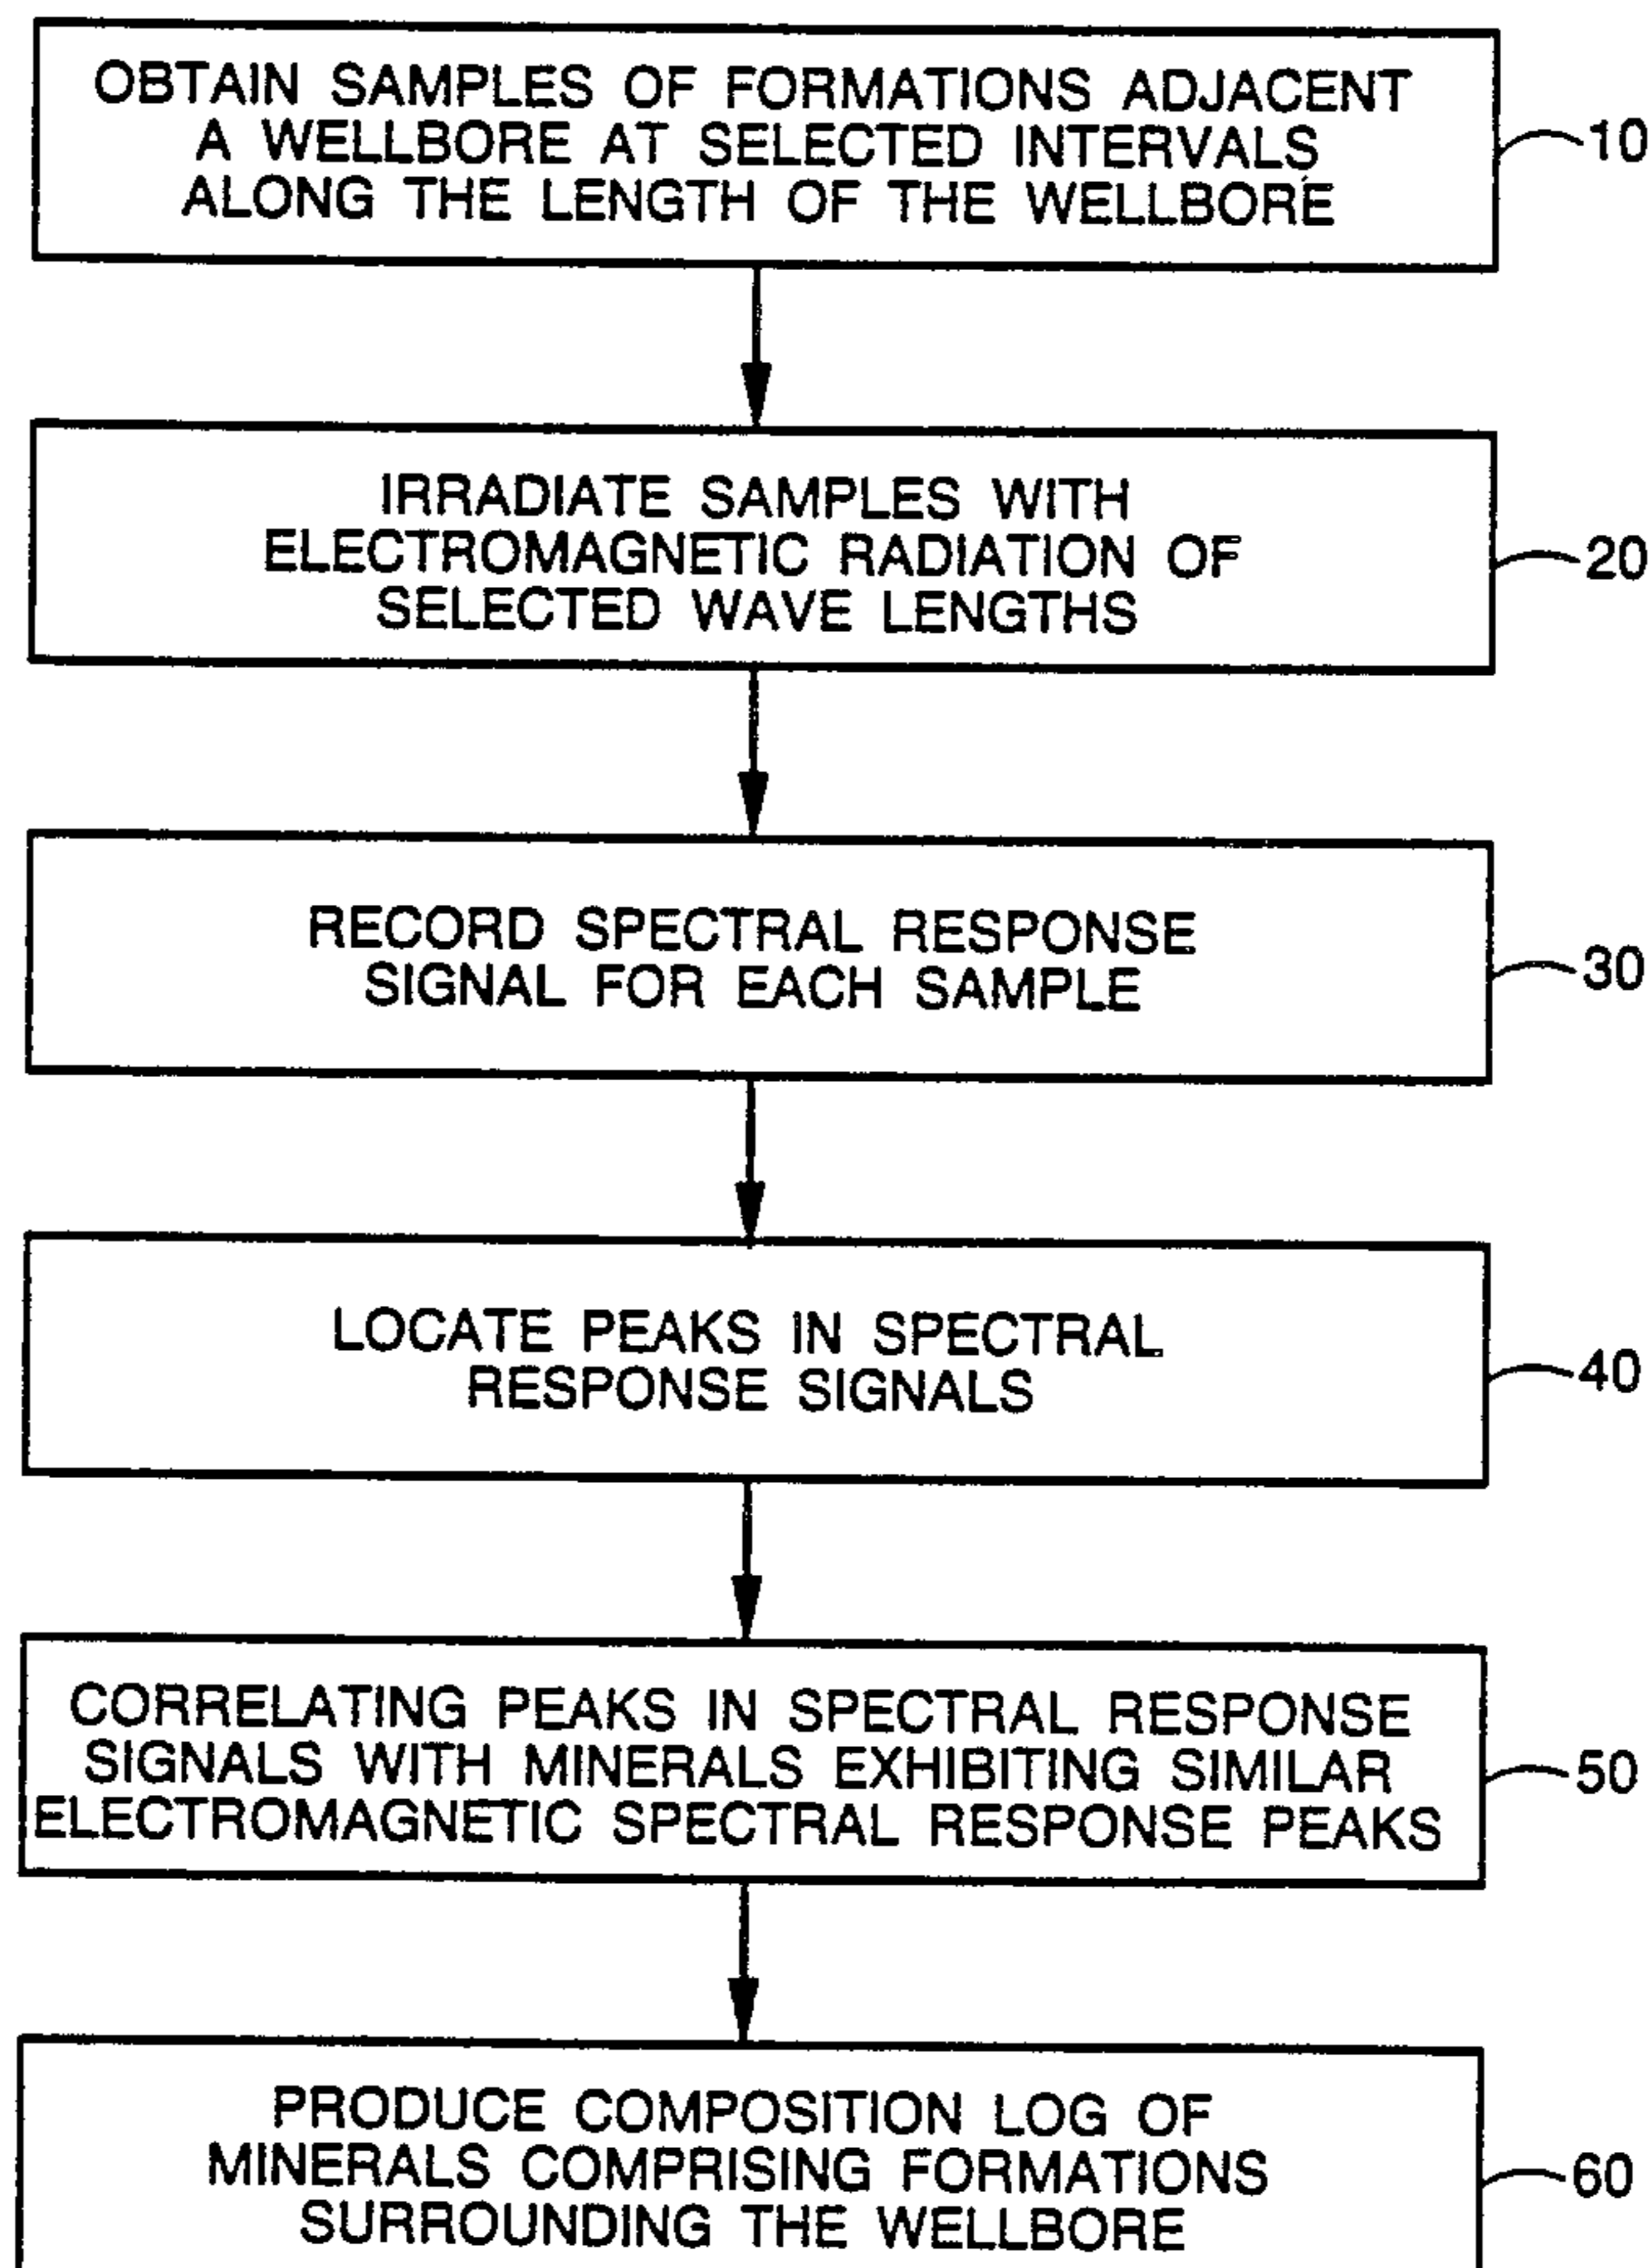 OBTAIN SAMPLES OF FORMATIONS ADJACENT
A WELLBORE AT SELECTED INTERVALS
ALONG THE LENGTH OF THE WELLBORE
10
IRRADIATE SAMPLES WITH
ELECTROMAGNETIC RADIATION OF
SELECTED WAVE LENGTHS
20
RECORD SPECTRAL RESPONSE
SIGNAL FOR EACH SAMPLE
30
LOCATE PEAKS IN SPECTRAL
RESPONSE SIGNALS
40
CORRELATING PEAKS IN SPECTRAL RESPONSE
SIGNALS WITH MINERALS EXHIBITING SIMILAR
ELECTROMAGNETIC SPECTRAL RESPONSE PEAKS
50
PRODUCE COMPOSITION LOG OF
MINERALS COMPRISING FORMATIONS
SURROUNDING THE WELLBORE
60